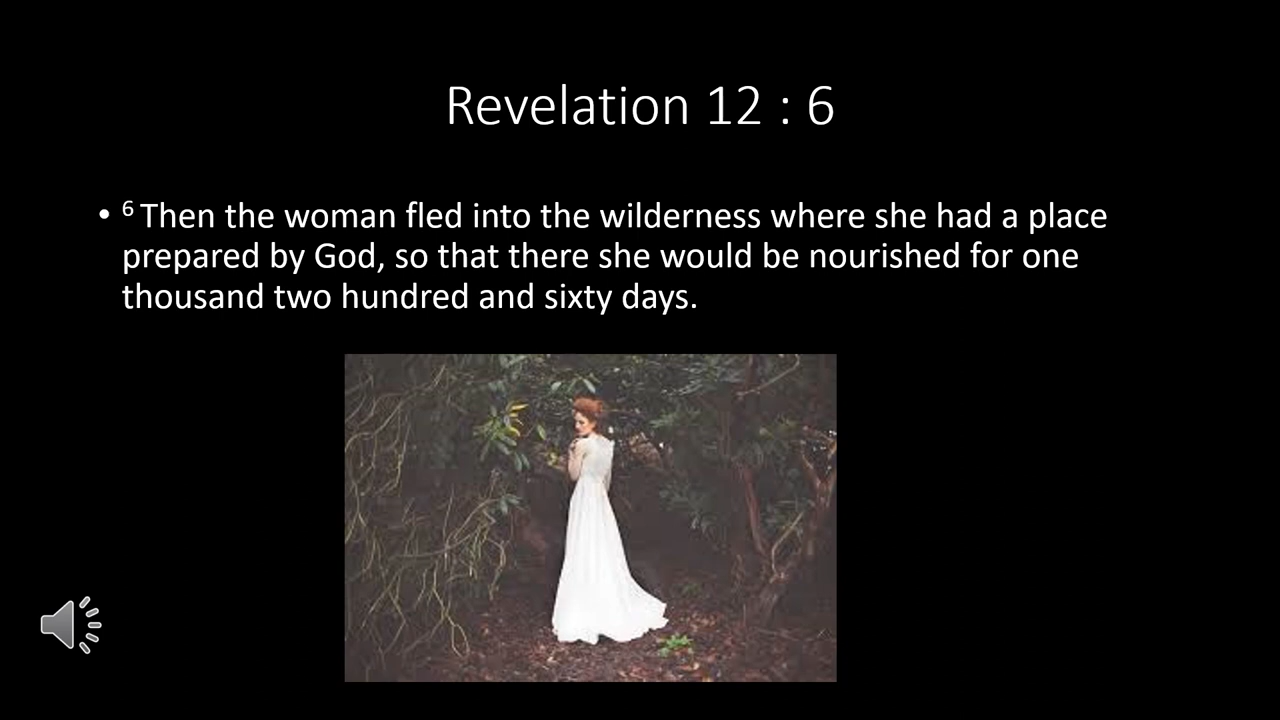 Revelation 12 : 6
• ⁶ Then the woman fled into the wilderness where she had a place
prepared by God, so that there she would be nourished for one
thousand two hundred and sixty days.